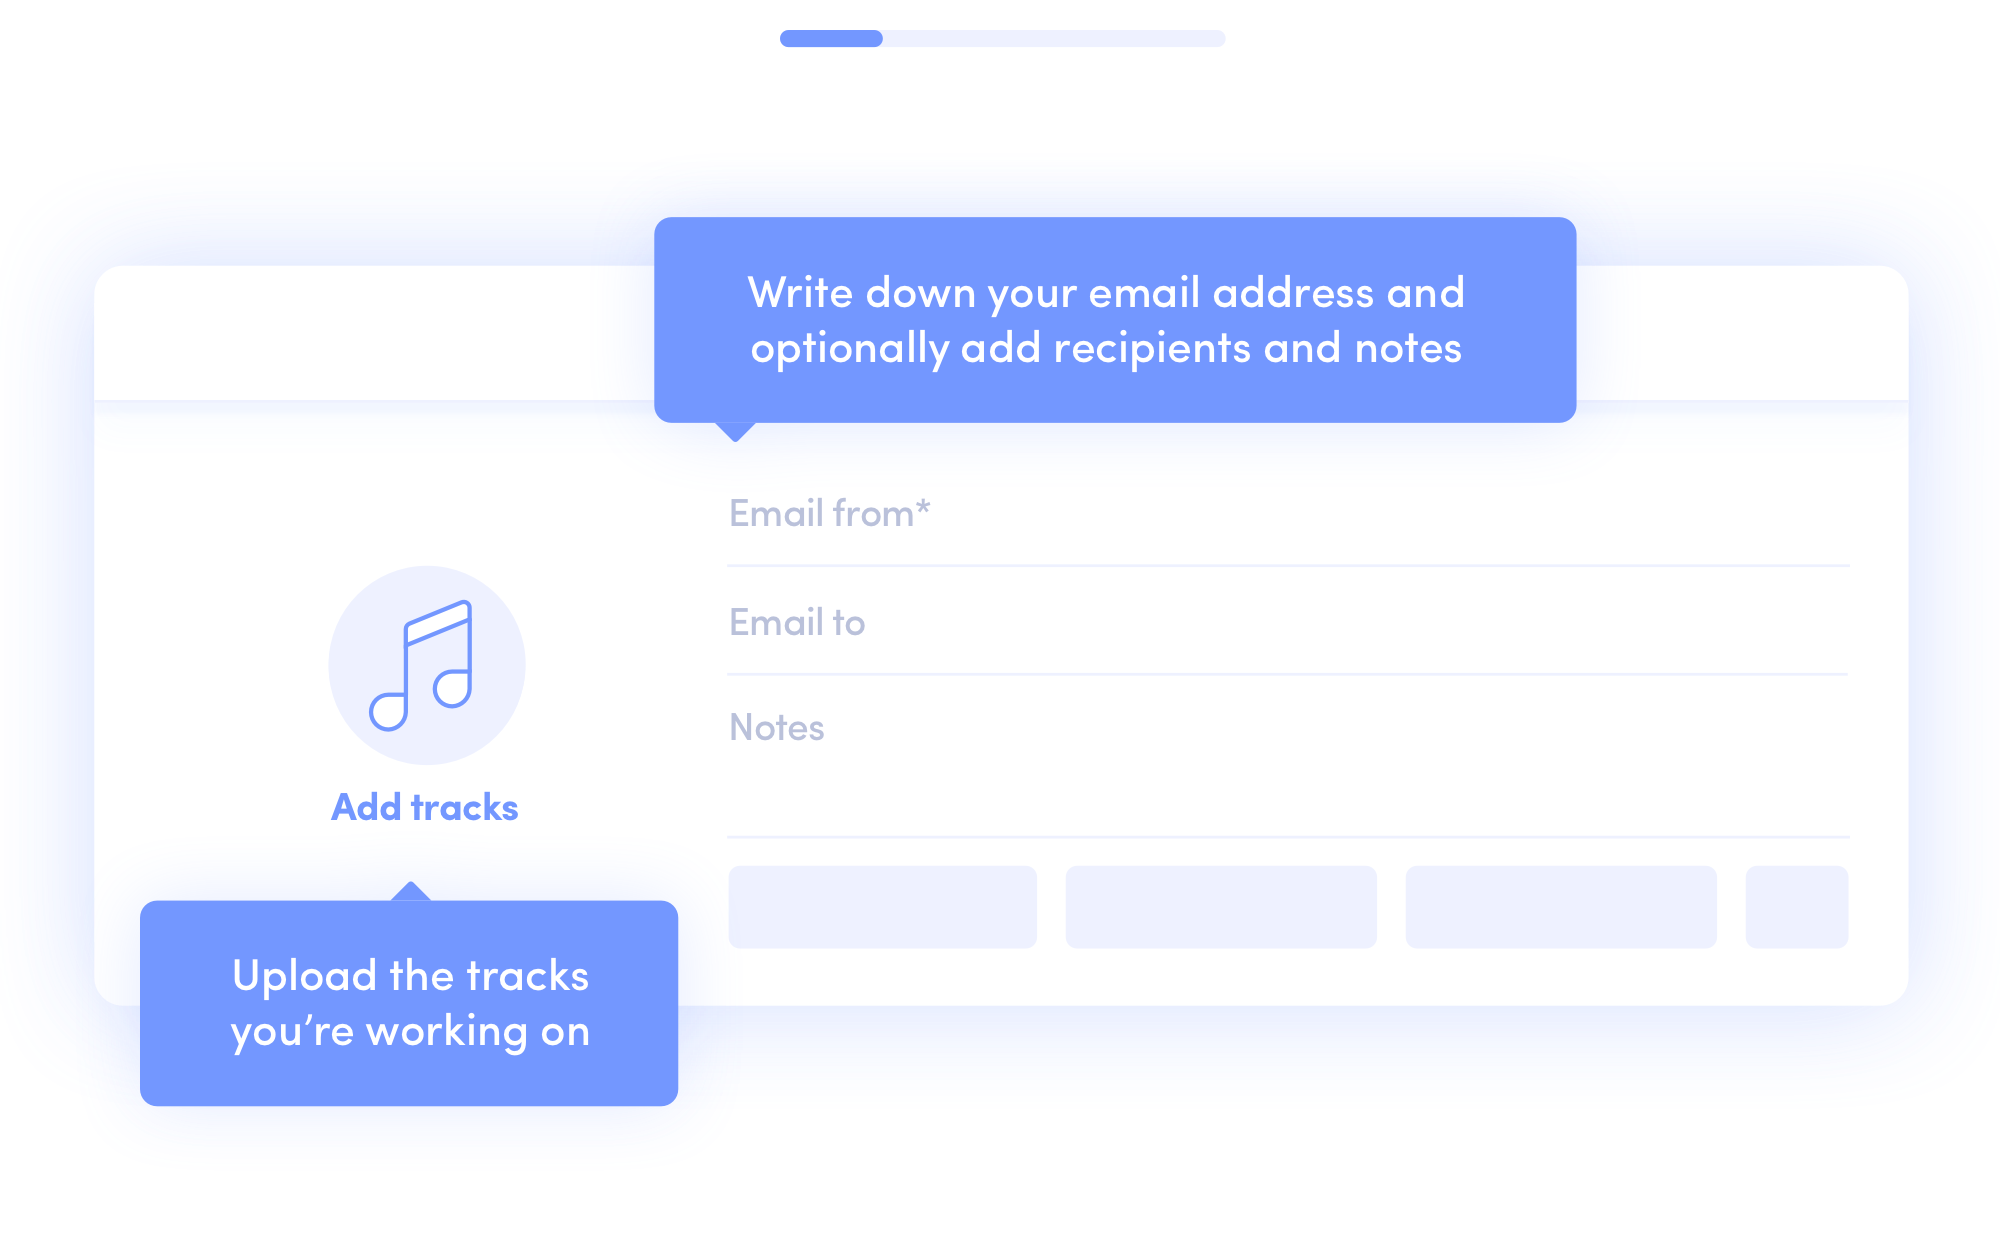 Write down your email address and
optionally add recipients and notes
Email from*
Email to
Notes
Add tracks
Upload the tracks
you’re working on